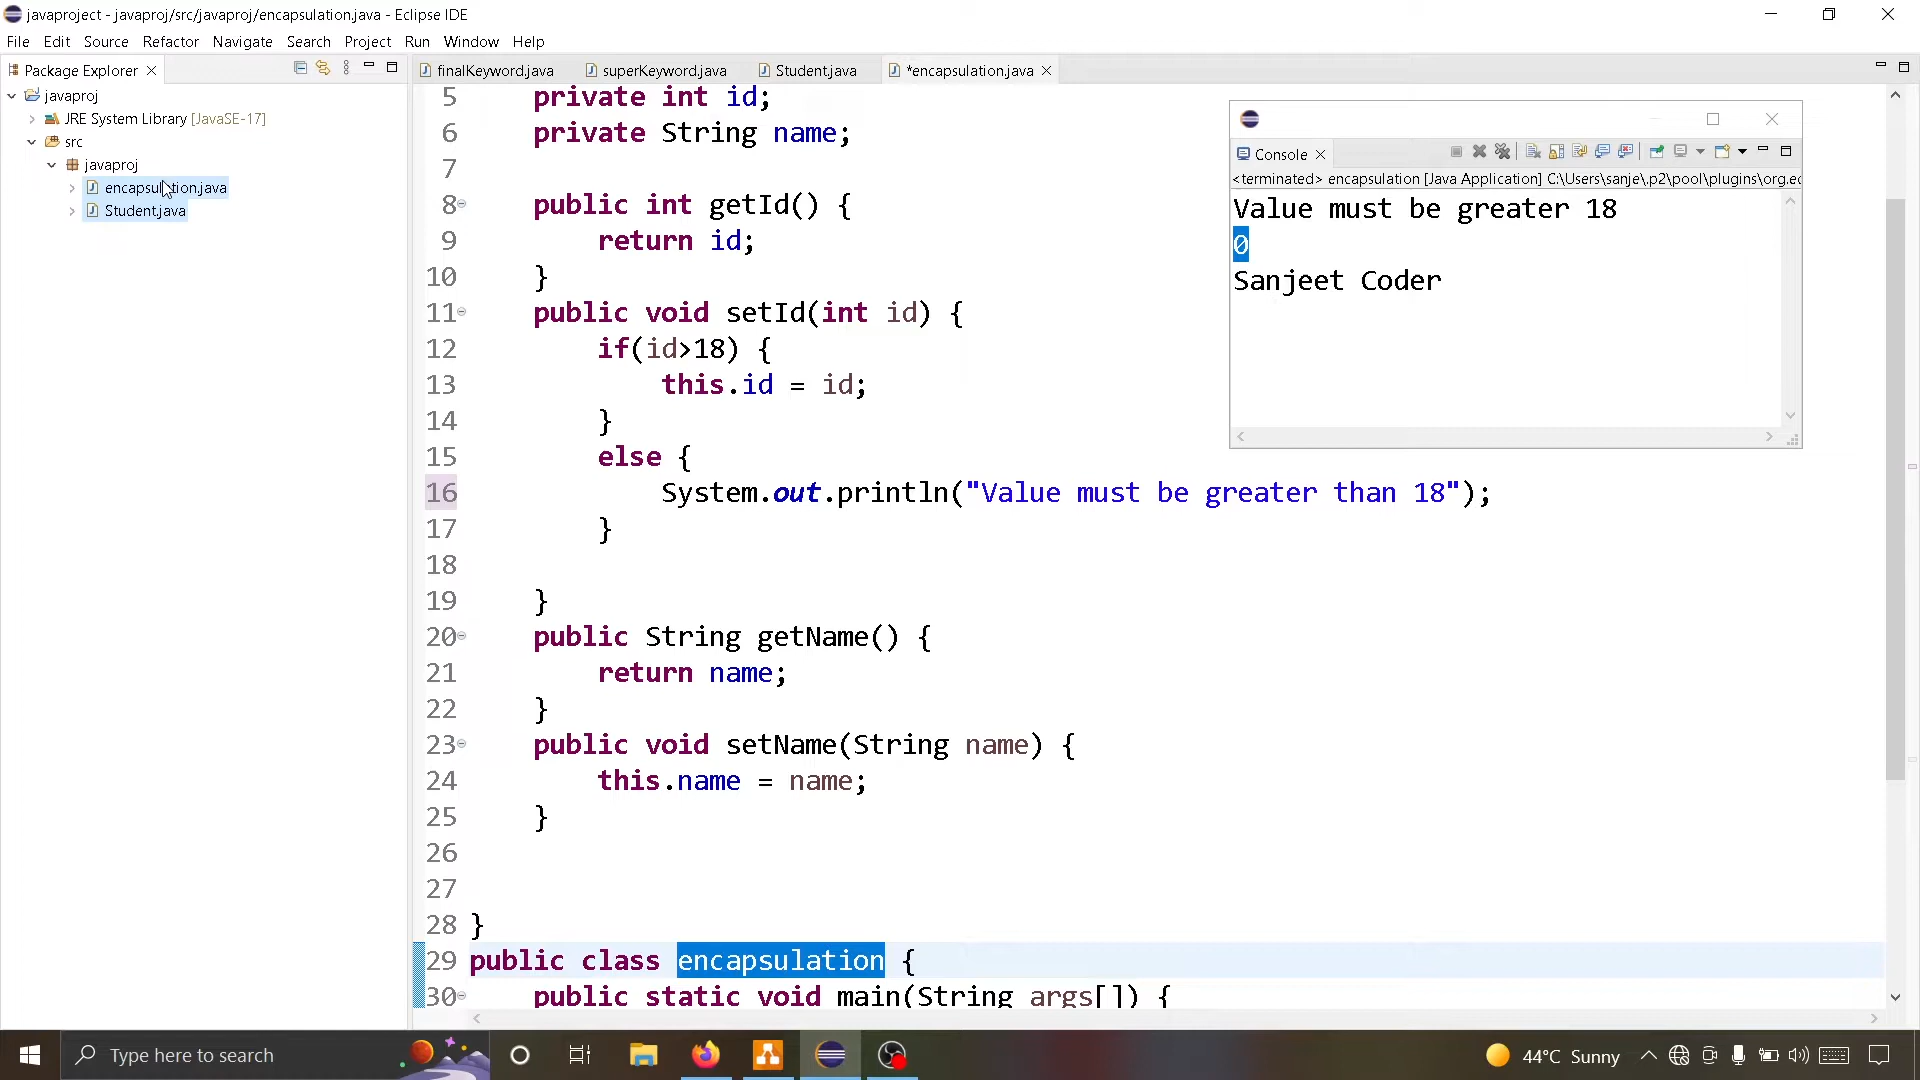 javaproject - javaproj/src/javaproj/encapsulation.java - Eclipse IDE
File Edit Source Refactor Navigate Search Project Run Window Help
Package Explorer
finalKeyword.java superKeyword.java Student.java *encapsulation.java
javaproj
JRE System Library [JavaSE-17]
src
javaproj
encapsulation.java
Student.java
5 private int id;
6 private String name;
7
8 public int getId() {
9 return id;
10 }
11 public void setId(int id) {
12 if(id>18) {
13 this.id = id;
14 }
15 else {
16 System.out.println("Value must be greater than 18");
17 }
18
19 }
20 public String getName() {
21 return name;
22 }
23 public void setName(String name) {
24 this.name = name;
25 }
26
27
28 }
29 public class encapsulation {
30 public static void main(String args[]) {
Console
<terminated> encapsulation [Java Application] C:\Users\sanje\.p2\pool\plugins\org.ec
Value must be greater 18
0
Sanjeet Coder
Type here to search
44°C Sunny